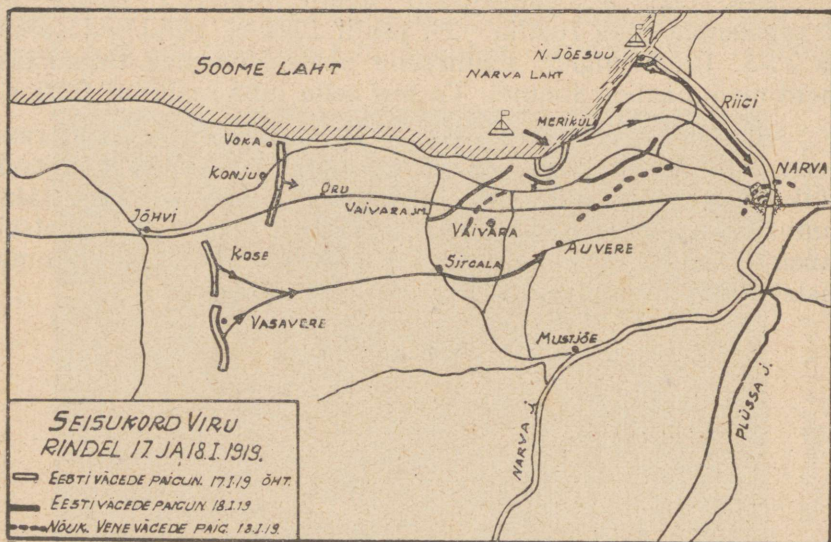 SOOME LAHT
N. JÕESUU
NARVA LAHT
MERIKÜL
RIIGI
NARVA
VOKA
KONJU
ORU
VAIVARA JM.
VAIVARA
JÕHVI
KOSE
SIRGALA
AUVERE
VASAVERE
MUSTJÕE
NARVA J.
PLÜSSA J.
SEISUKORD VIRU
RINDEL 17. JA 18.I.1919.
EESTI VÄGEDE PAIGUN. 17.I.19 ÕHT.
EESTI VÄGEDE PAIGUN. 18.I.19
NÕUK. VENE VÄGEDE PAIG. 18.I.19.